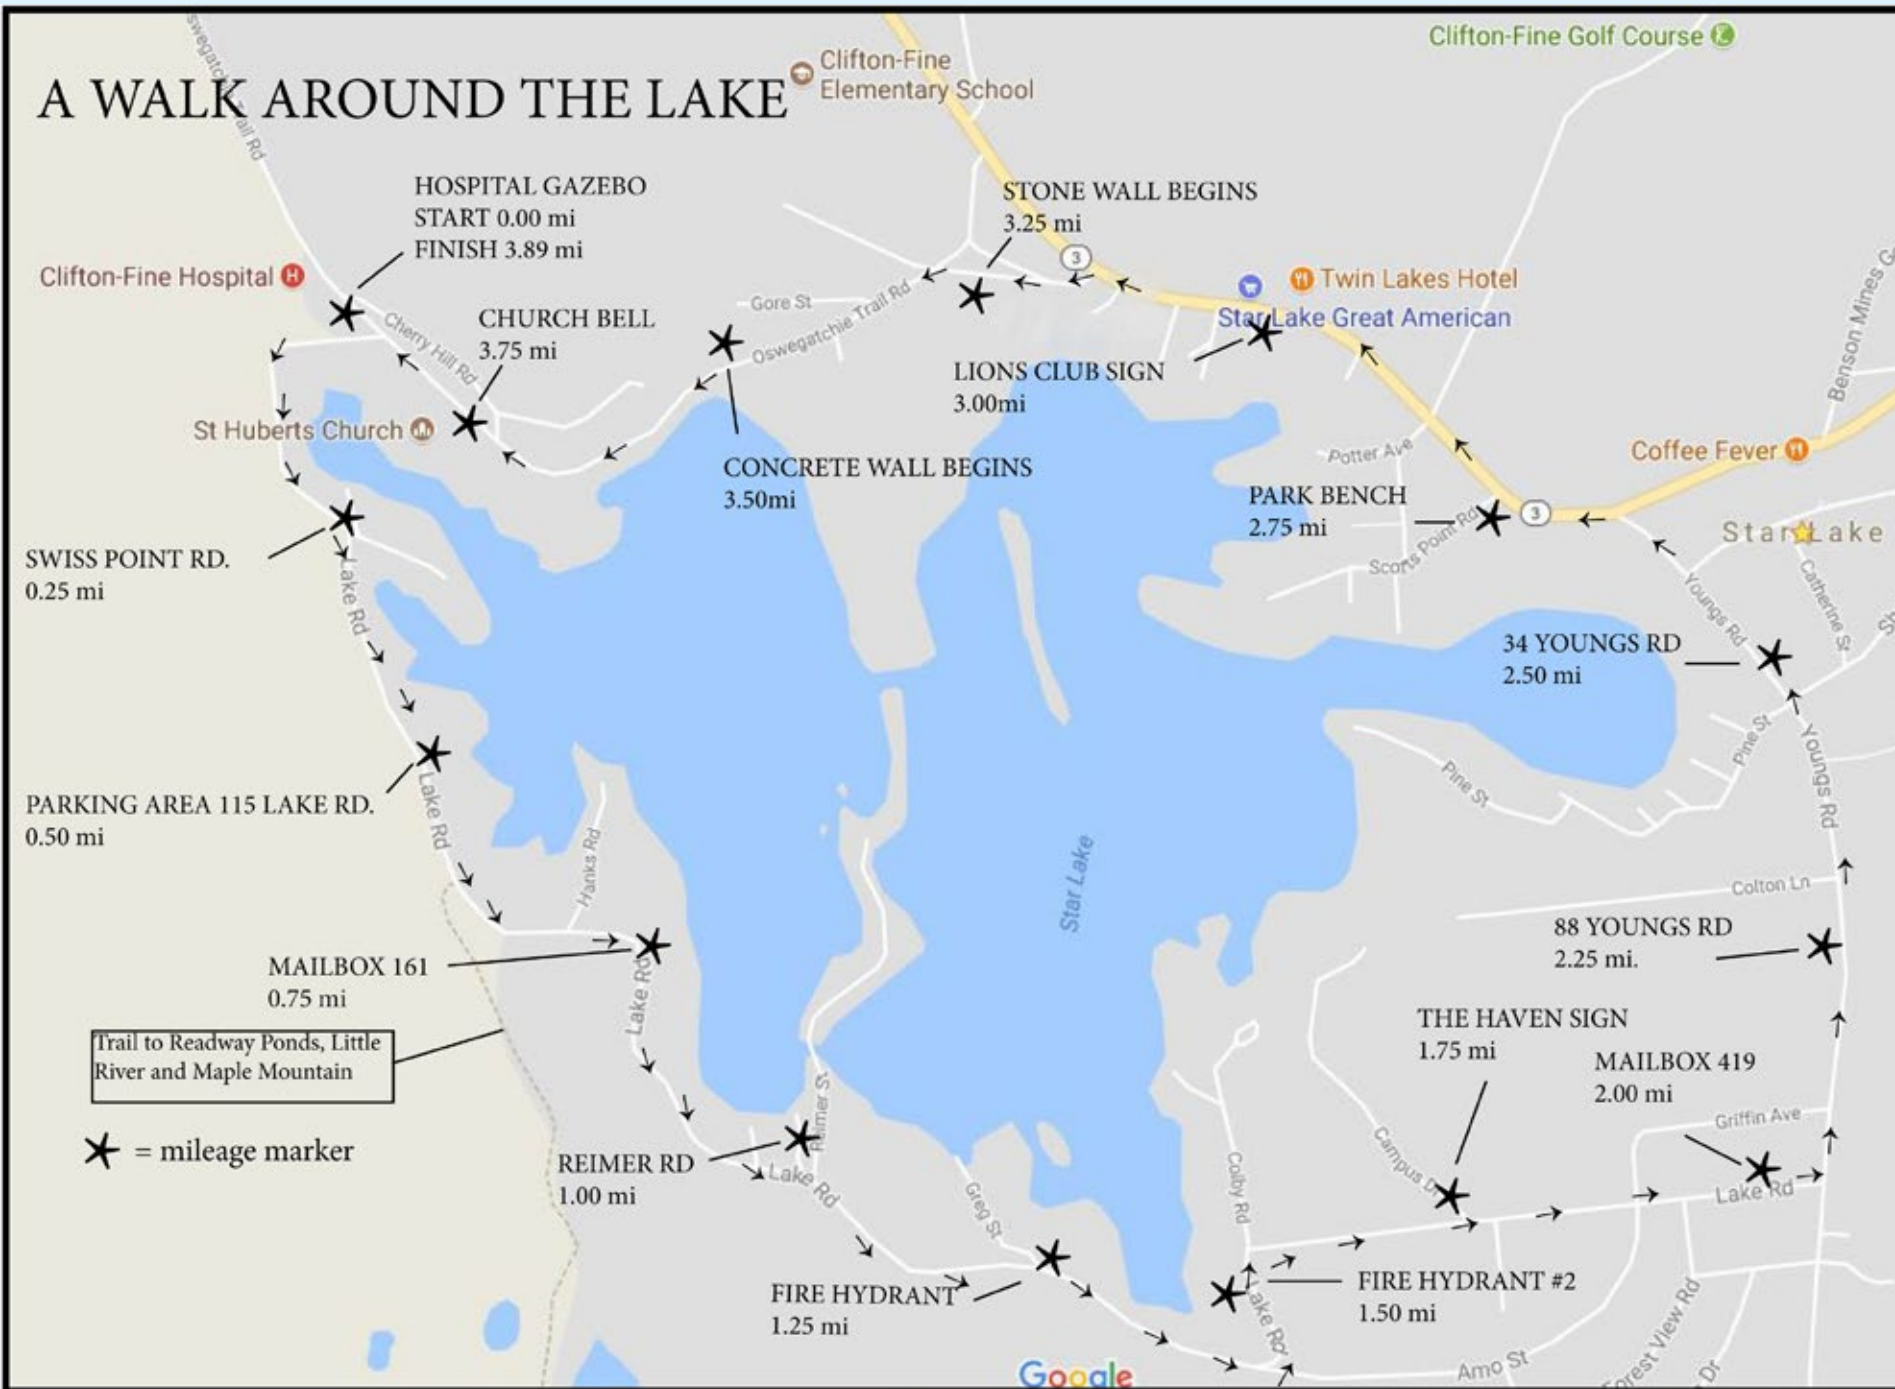 Clifton-Fine Golf Course
Clifton-Fine
Elementary School
A WALK AROUND THE LAKE
HOSPITAL GAZEBO
START 0.00 mi
FINISH 3.89 mi
STONE WALL BEGINS
3.25 mi
3
Clifton-Fine Hospital
H
Twin Lakes Hotel
Star Lake Great American
Gore St
Oswegatchie Trail Rd
Cherry Hill Rd
CHURCH BELL
3.75 mi
LIONS CLUB SIGN
3.00mi
St Huberts Church
CONCRETE WALL BEGINS
3.50mi
Potter Ave
Coffee Fever
PARK BENCH
2.75 mi
3
Scotts Point Rd
Star Lake
SWISS POINT RD.
0.25 mi
Lake Rd
Youngs Rd
Catherine St
34 YOUNGS RD
2.50 mi
Pine St
Pine St
Youngs Rd
PARKING AREA 115 LAKE RD.
0.50 mi
Lake Rd
Hanks Rd
Star Lake
Colton Ln
88 YOUNGS RD
2.25 mi.
MAILBOX 161
0.75 mi
Lake Rd
Trail to Readway Ponds, Little
River and Maple Mountain
THE HAVEN SIGN
1.75 mi
MAILBOX 419
2.00 mi
Griffin Ave
= mileage marker
REIMER RD
1.00 mi
Reimer St
Lake Rd
Greg St
Colby Rd
Campus Dr
Lake Rd
FIRE HYDRANT
1.25 mi
FIRE HYDRANT #2
1.50 mi
Lake Rd
Amo St
Forest View Rd
Dr
Google